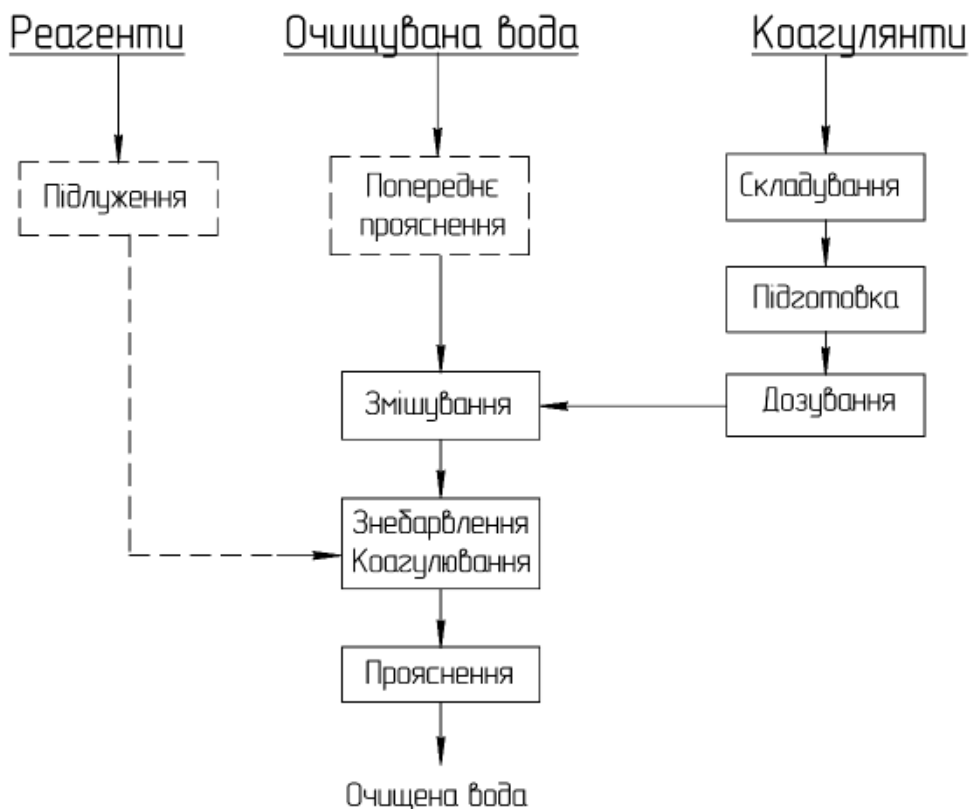 Реагенти
Очищувана вода
Коагулянти
Підлуження
Попереднє
прояснення
Складування
Підготовка
Змішування
Дозування
Знебарвлення
Коагулювання
Прояснення
Очищена вода